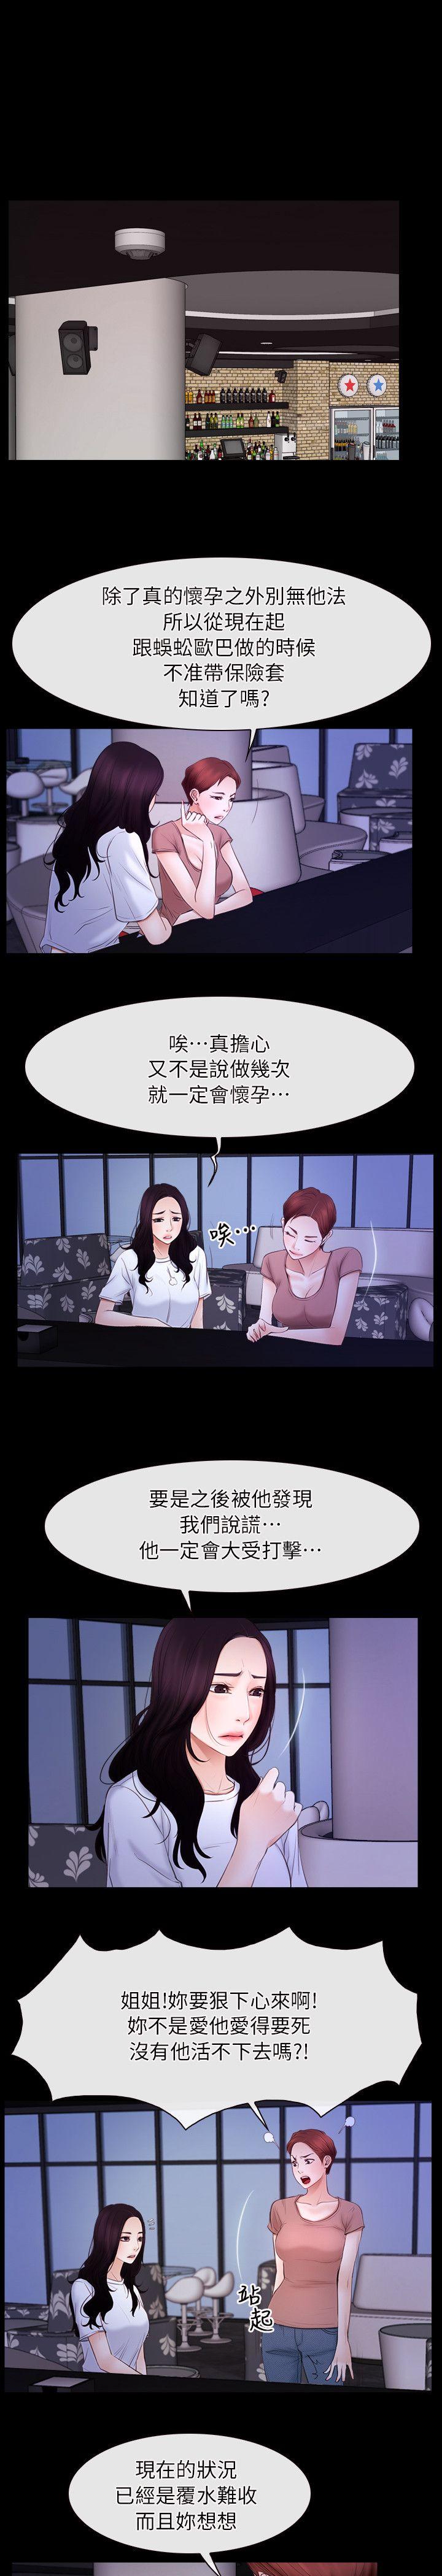 除了真的懷孕之外別無他法
所以從現在起
跟蜈蚣歐巴做的時候
不准帶保險套
知道了嗎?
唉…真擔心
又不是說做幾次
就一定會懷孕…
唉…
要是之後被他發現
我們說謊…
他一定會大受打擊…
姐姐!妳要狠下心來啊!
妳不是愛他愛得要死
沒有他活不下去嗎?!
站起
現在的狀況
已經是覆水難收
而且妳想想